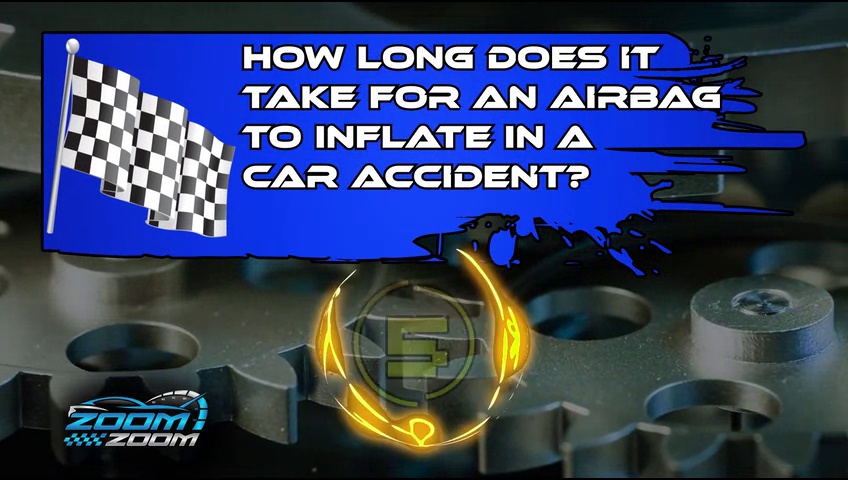 HOW LONG DOES IT
TAKE FOR AN AIRBAG
TO INFLATE IN A
CAR ACCIDENT?
ZOOM
ZOOM